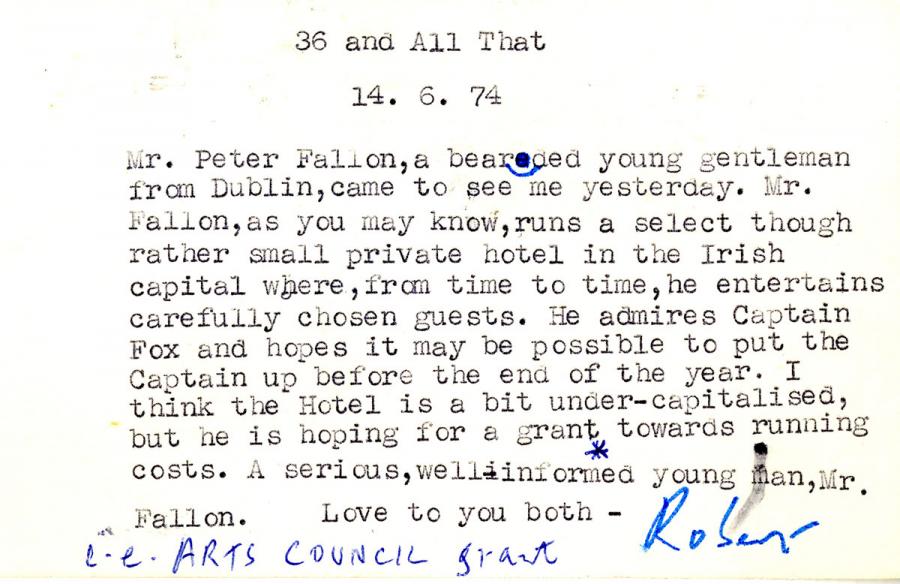 36 and All That
14. 6. 74
Mr. Peter Fallon,a beareded young gentleman
from Dublin,came to see me yesterday. Mr.
Fallon,as you may know,runs a select though
rather small private hotel in the Irish
capital where,from time to time,he entertains
carefully chosen guests. He admires Captain
Fox and hopes it may be possible to put the
Captain up before the end of the year. I
think the Hotel is a bit under-capitalised,
but he is hoping for a grant towards running
*
costs. A serious,well-informed young man,Mr.
Fallon. Love to you both - Robert
i.e. ARTS COUNCIL grant